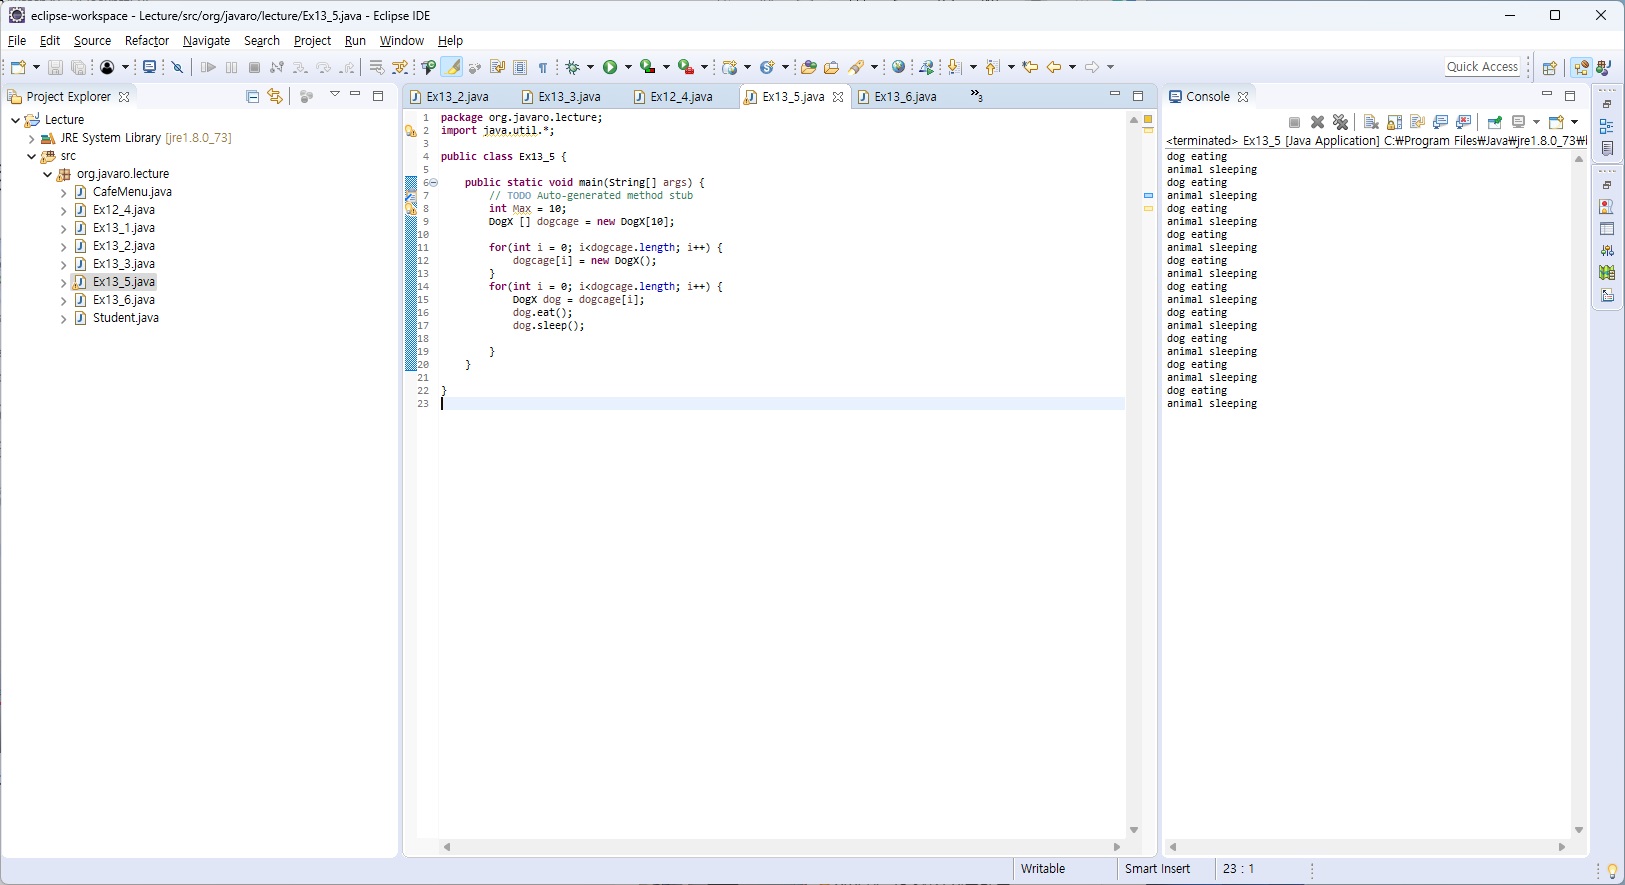 eclipse-workspace - Lecture/src/org/javaro/lecture/Ex13_5.java - Eclipse IDE
File Edit Source Refactor Navigate Search Project Run Window Help
Quick Access
Project Explorer
Lecture
JRE System Library [jre1.8.0_73]
src
org.javaro.lecture
CafeMenu.java
Ex12_4.java
Ex13_1.java
Ex13_2.java
Ex13_3.java
Ex13_5.java
Ex13_6.java
Student.java
Ex13_2.java Ex13_3.java Ex12_4.java Ex13_5.java Ex13_6.java »3
1 package org.javaro.lecture;
2 import java.util.*;
3
4 public class Ex13_5 {
5
6 public static void main(String[] args) {
7 // TODO Auto-generated method stub
8 int Max = 10;
9 DogX [] dogcage = new DogX[10];
10
11 for(int i = 0; i<dogcage.length; i++) {
12 dogcage[i] = new DogX();
13 }
14 for(int i = 0; i<dogcage.length; i++) {
15 DogX dog = dogcage[i];
16 dog.eat();
17 dog.sleep();
18
19 }
20 }
21
22 }
23
Console
<terminated> Ex13_5 [Java Application] C:₩Program Files₩Java₩jre1.8.0_73₩
dog eating
animal sleeping
dog eating
animal sleeping
dog eating
animal sleeping
dog eating
animal sleeping
dog eating
animal sleeping
dog eating
animal sleeping
dog eating
animal sleeping
dog eating
animal sleeping
dog eating
animal sleeping
dog eating
animal sleeping
Writable Smart Insert 23 : 1